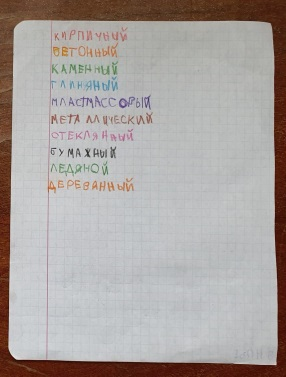 КИРПИЧНЫЙ
БЕТОННЫЙ
КАМЕННЫЙ
ГЛИНЯНЫЙ
ПЛАСТМАССОВЫЙ
МЕТАЛЛИЧЕСКИЙ
СТЕКЛЯННЫЙ
БУМАЖНЫЙ
ЛЕДЯНОЙ
ДЕРЕВАННЫЙ